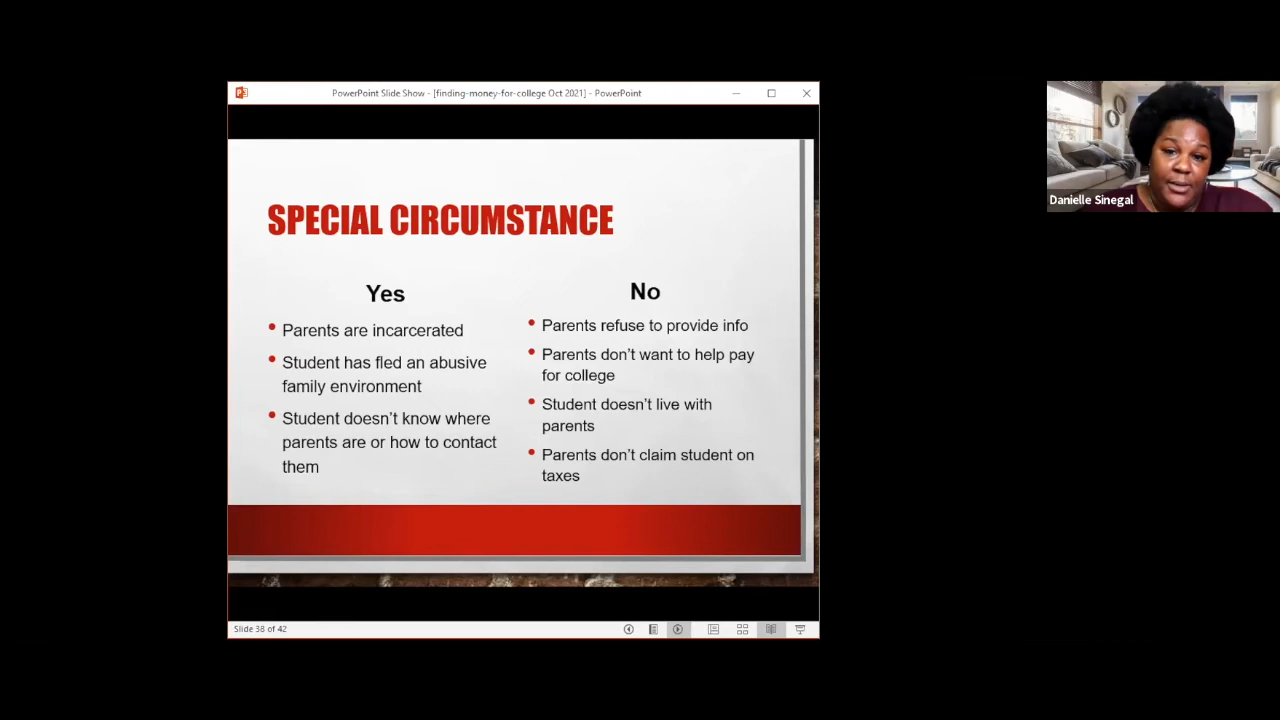 PowerPoint Slide Show - [finding-money-for-college Oct 2021] - PowerPoint
SPECIAL CIRCUMSTANCE
Yes
• Parents are incarcerated
• Student has fled an abusive
family environment
• Student doesn't know where
parents are or how to contact
them
No
• Parents refuse to provide info
• Parents don't want to help pay
for college
• Student doesn't live with
parents
• Parents don't claim student on
taxes
Slide 38 of 42
Danielle Sinegal